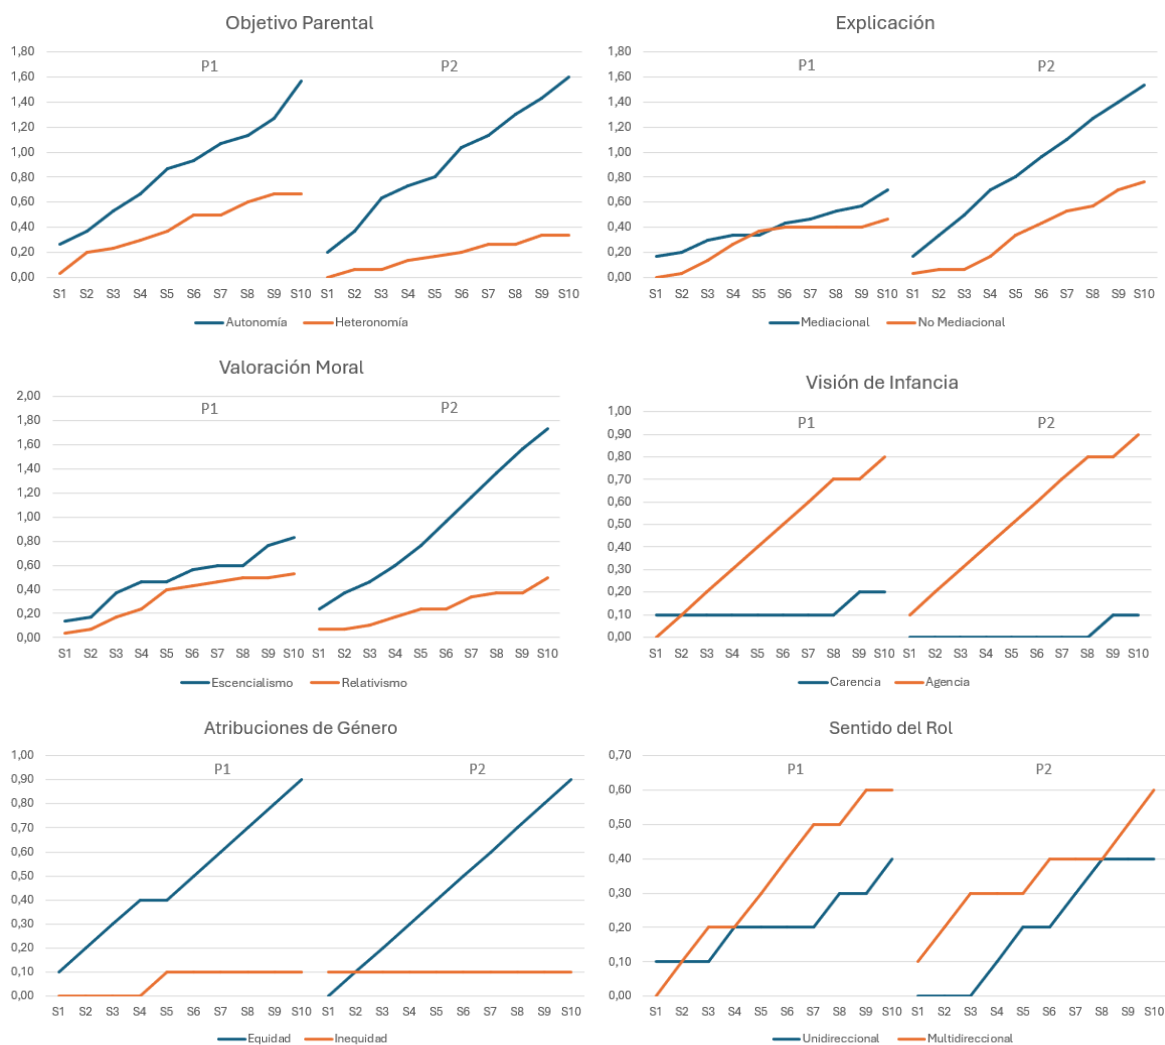 Objetivo Parental
1,80
1,60
1,40
1,20
1,00
0,80
0,60
0,40
0,20
0,00
P1
P2
S1 S2 S3 S4 S5 S6 S7 S8 S9 S10 S1 S2 S3 S4 S5 S6 S7 S8 S9 S10
Autonomía Heteronomía
Explicación
1,80
1,60
1,40
1,20
1,00
0,80
0,60
0,40
0,20
0,00
P1
P2
S1 S2 S3 S4 S5 S6 S7 S8 S9 S10 S1 S2 S3 S4 S5 S6 S7 S8 S9 S10
Mediacional No Mediacional
Valoración Moral
2,00
1,80
1,60
1,40
1,20
1,00
0,80
0,60
0,40
0,20
0,00
P1
P2
S1 S2 S3 S4 S5 S6 S7 S8 S9 S10 S1 S2 S3 S4 S5 S6 S7 S8 S9 S10
Escencialismo Relativismo
Visión de Infancia
1,00
0,90
0,80
0,70
0,60
0,50
0,40
0,30
0,20
0,10
0,00
P1
P2
S1 S2 S3 S4 S5 S6 S7 S8 S9 S10 S1 S2 S3 S4 S5 S6 S7 S8 S9 S10
Carencia Agencia
Atribuciones de Género
1,00
0,90
0,80
0,70
0,60
0,50
0,40
0,30
0,20
0,10
0,00
P1
P2
S1 S2 S3 S4 S5 S6 S7 S8 S9 S10 S1 S2 S3 S4 S5 S6 S7 S8 S9 S10
Equidad Inequidad
Sentido del Rol
0,70
0,60
0,50
0,40
0,30
0,20
0,10
0,00
P1
P2
S1 S2 S3 S4 S5 S6 S7 S8 S9 S10 S1 S2 S3 S4 S5 S6 S7 S8 S9 S10
Unidireccional Multidireccional